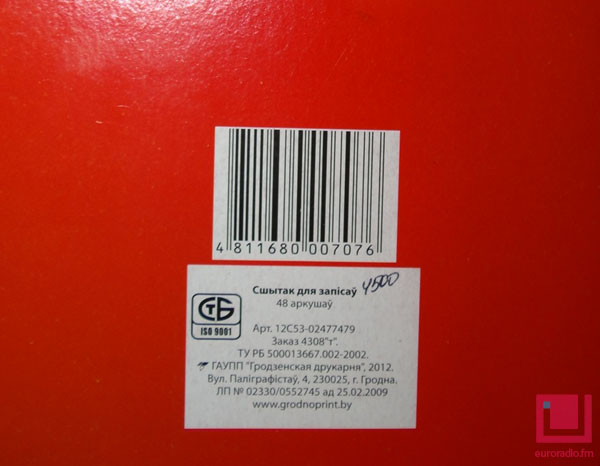 4 811680 007076
Сшытак для запісаў 4500
48 аркушаў
СТБ
ISO 9001
Арт. 12С53-02477479
Заказ 4308"т".
ТУ РБ 500013667.002-2002.
ГАУПП "Гродзенская друкарня", 2012.
Вул. Паліграфістаў, 4, 230025, г. Гродна.
ЛП № 02330/0552745 ад 25.02.2009
www.grodnoprint.by
euroradio.fm